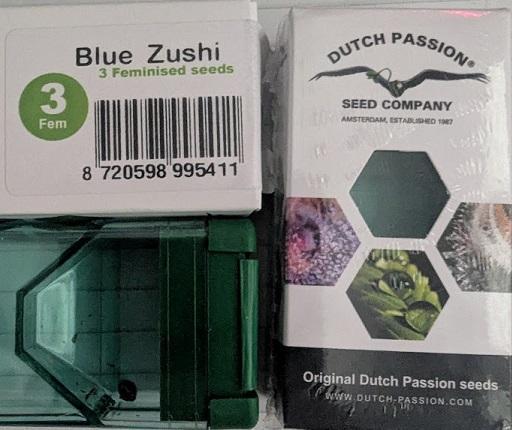 Blue Zushi
3 Feminised seeds
3
Fem
8 720598 995411
DUTCH PASSION®
SEED COMPANY
AMSTERDAM, ESTABLISHED 1987
Original Dutch Passion seeds
WWW.DUTCH-PASSION.COM